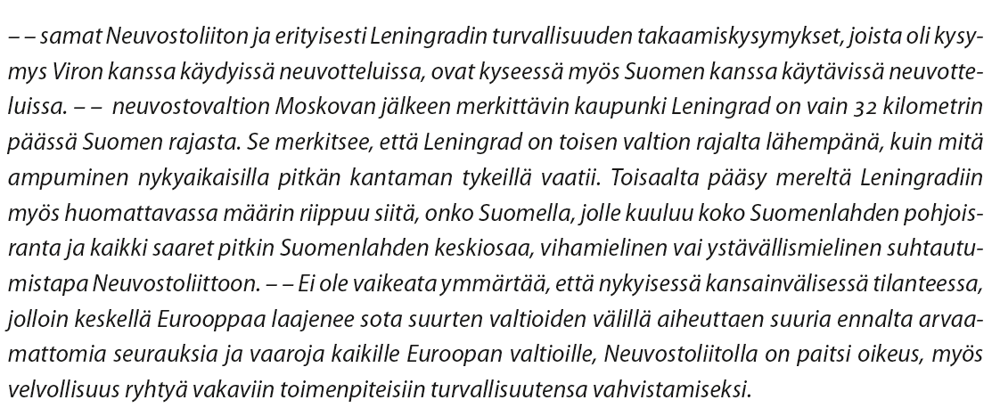 – – samat Neuvostoliiton ja erityisesti Leningradin turvallisuuden takaamiskysymykset, joista oli kysy-
mys Viron kanssa käydyissä neuvotteluissa, ovat kyseessä myös Suomen kanssa käytävissä neuvotte-
luissa. – – neuvostovaltion Moskovan jälkeen merkittävin kaupunki Leningrad on vain 32 kilometrin
päässä Suomen rajasta. Se merkitsee, että Leningrad on toisen valtion rajalta lähempänä, kuin mitä
ampuminen nykyaikaisilla pitkän kantaman tykeillä vaatii. Toisaalta pääsy mereltä Leningradiin
myös huomattavassa määrin riippuu siitä, onko Suomella, jolle kuuluu koko Suomenlahden pohjois-
ranta ja kaikki saaret pitkin Suomenlahden keskiosaa, vihamielinen vai ystävällismielinen suhtautu-
mistapa Neuvostoliittoon. – – Ei ole vaikeata ymmärtää, että nykyisessä kansainvälisessä tilanteessa,
jolloin keskellä Eurooppaa laajenee sota suurten valtioiden välillä aiheuttaen suuria ennalta arvaa-
mattomia seurauksia ja vaaroja kaikille Euroopan valtioille, Neuvostoliitolla on paitsi oikeus, myös
velvollisuus ryhtyä vakaviin toimenpiteisiin turvallisuutensa vahvistamiseksi.